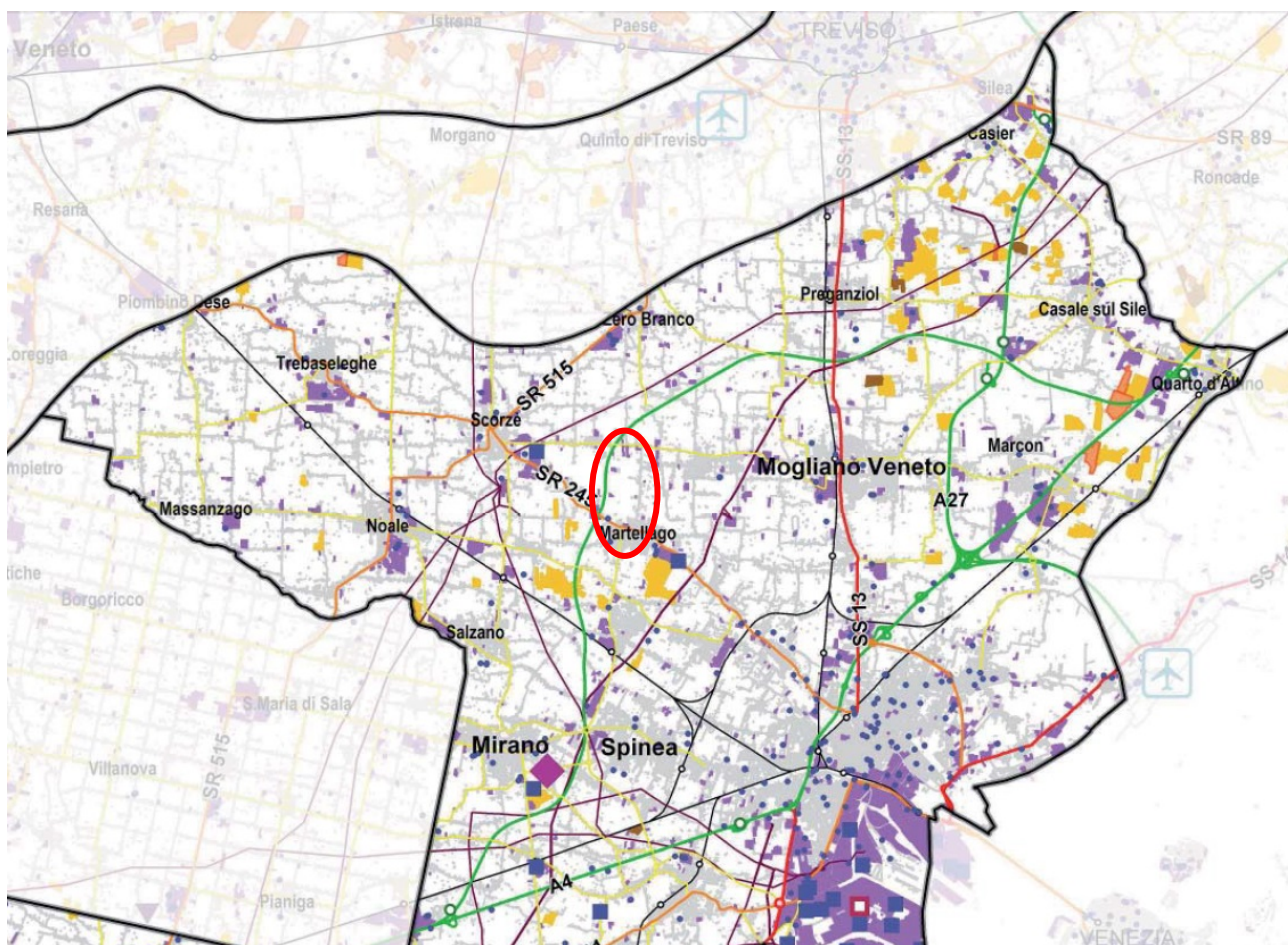 Istrana
Paese
TREVISO
Veneto
Silea
Morgano
Quinto di Treviso
SS 13
Casier
SR 89
Roncade
Resana
Piombino Dese
Preganziol
Casale sul Sile
Zero Branco
Loreggia
Trebaseleghe
SR 515
Quarto d'Altino
Scorzè
Marcon
Mogliano Veneto
SR 245
A27
Massanzago
Noale
Martellago
Borgoricco
SS 13
Salzano
S.Maria di Sala
Mirano
Spinea
SR 515
Villanova
A4
Pianiga
VENEZIA